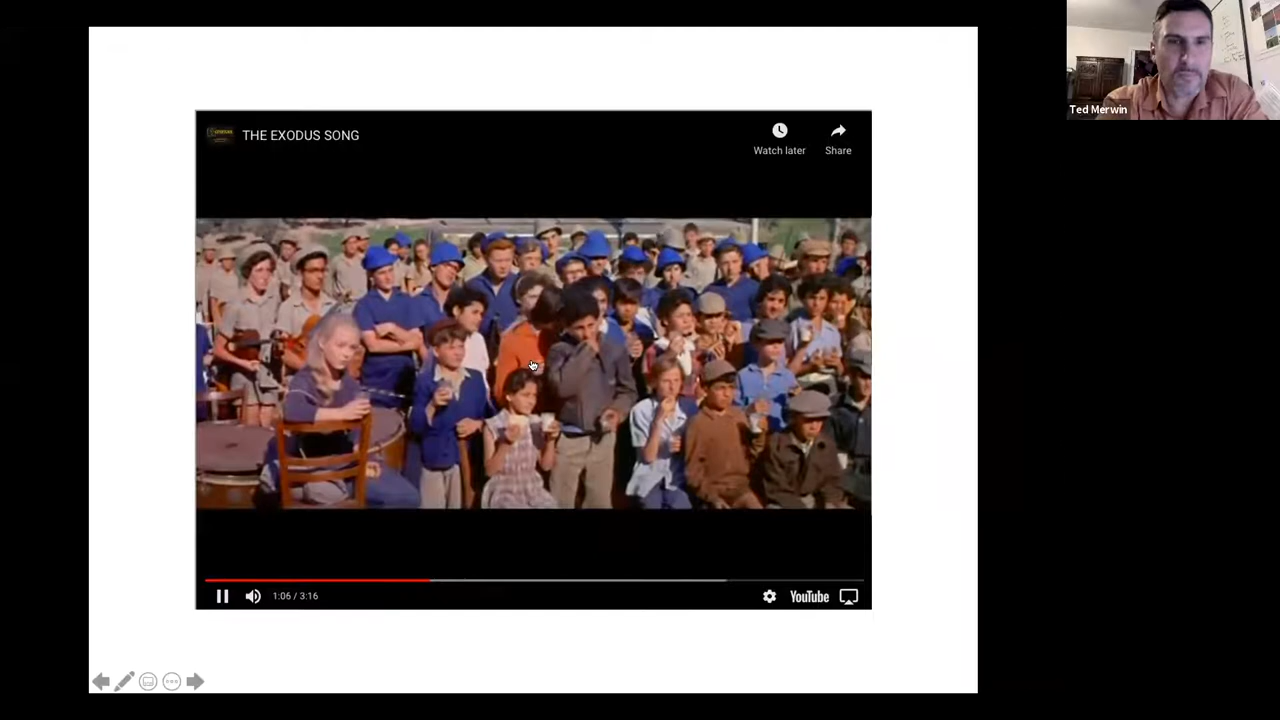 THE EXODUS SONG
Watch later
Share
Ted Merwin
1:06 / 3:16
YouTube